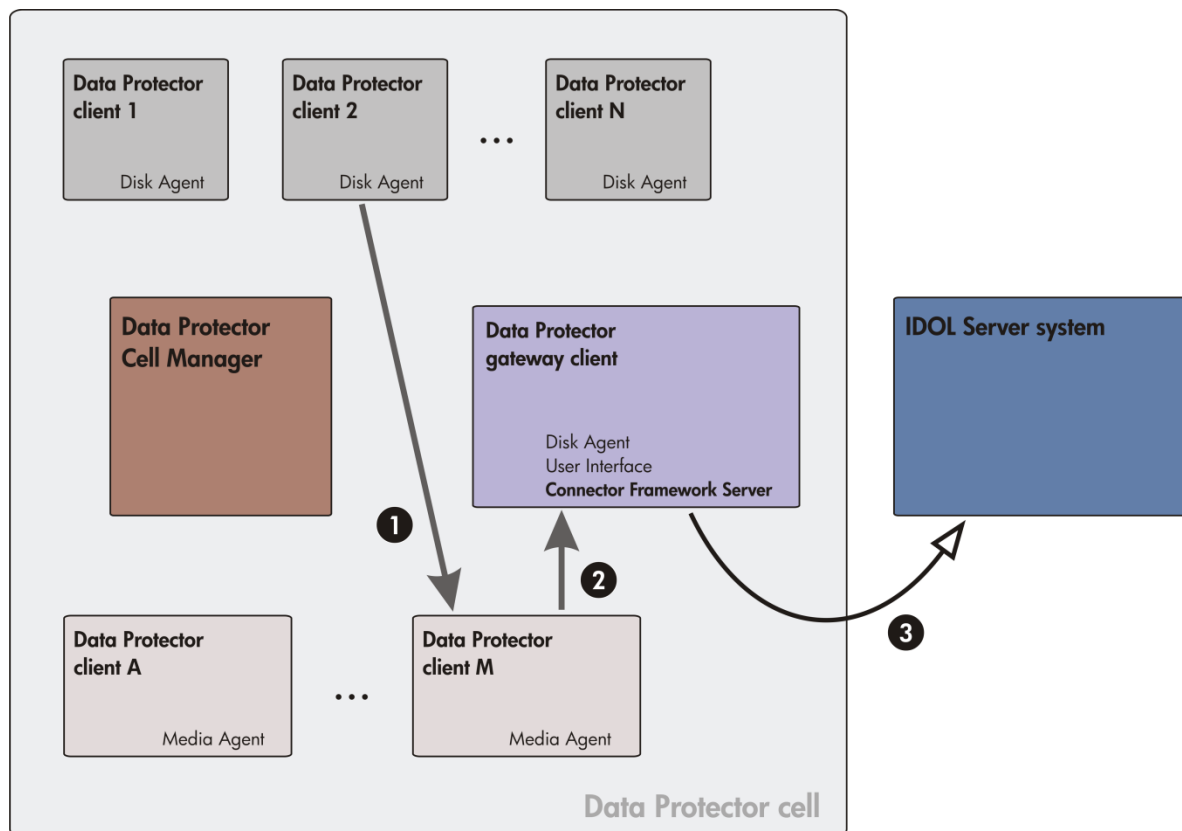 Data Protector
client 1
Disk Agent
Data Protector
client 2
Disk Agent
...
Data Protector
client N
Disk Agent
Data Protector
Cell Manager
Data Protector
gateway client
Disk Agent
User Interface
Connector Framework Server
IDOL Server system
1
2
3
Data Protector
client A
Media Agent
...
Data Protector
client M
Media Agent
Data Protector cell